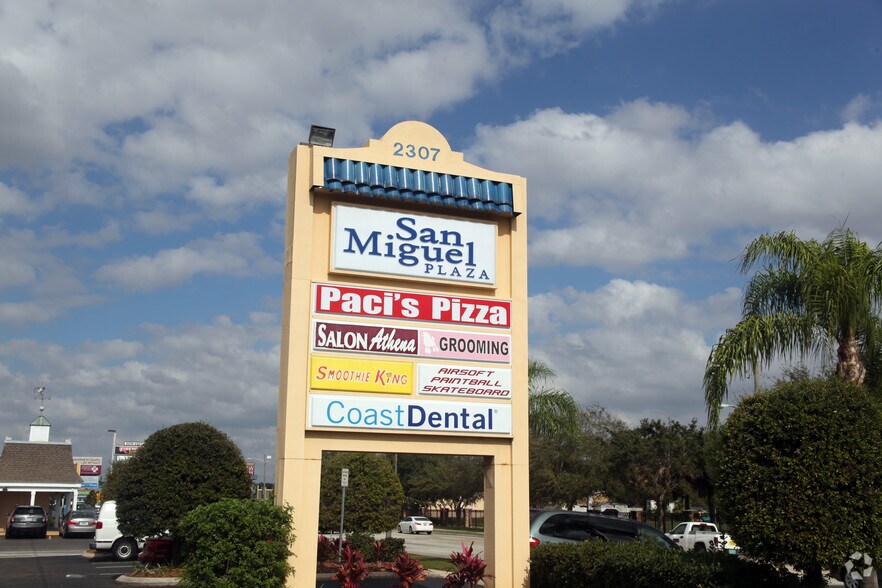 2307
San
Miguel
PLAZA
Paci's Pizza
SALON Athena
GROOMING
SMOOTHIE KING
AIRSOFT
PAINTBALL
SKATEBOARD
CoastDental